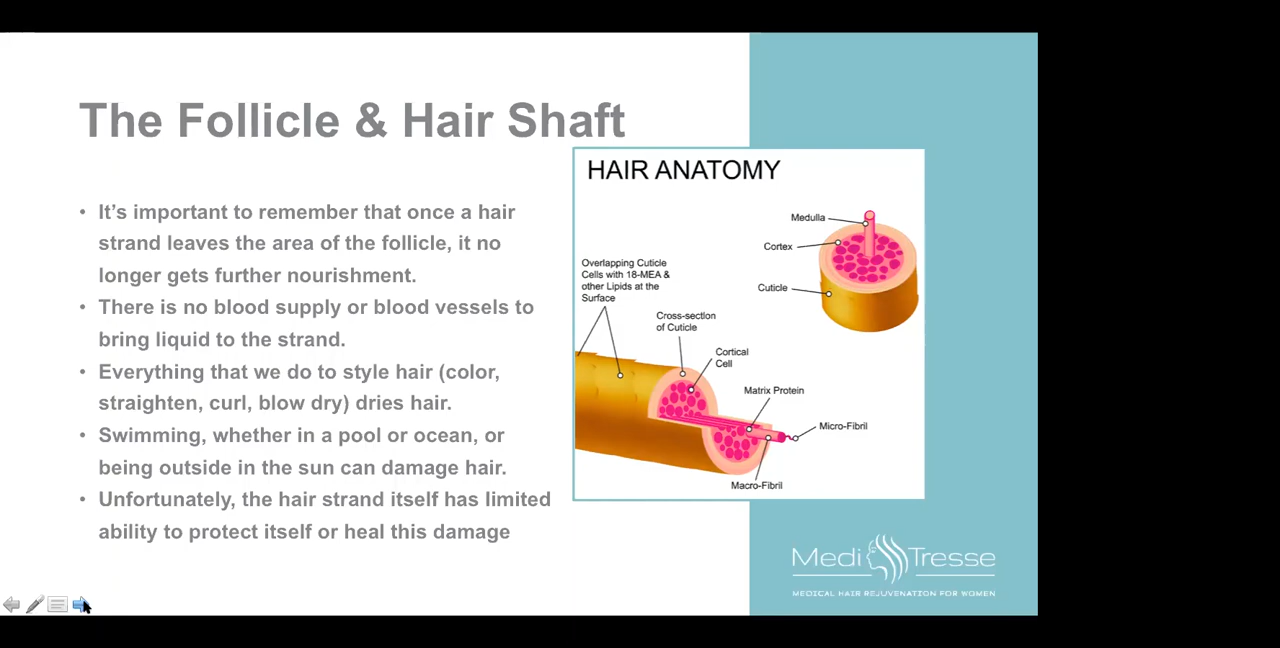 The Follicle & Hair Shaft
• It’s important to remember that once a hair
strand leaves the area of the follicle, it no
longer gets further nourishment.
• There is no blood supply or blood vessels to
bring liquid to the strand.
• Everything that we do to style hair (color,
straighten, curl, blow dry) dries hair.
• Swimming, whether in a pool or ocean, or
being outside in the sun can damage hair.
• Unfortunately, the hair strand itself has limited
ability to protect itself or heal this damage
HAIR ANATOMY
Medulla
Cortex
Cuticle
Overlapping Cuticle
Cells with 18-MEA &
other Lipids at the
Surface
Cross-section
of Cuticle
Cortical
Cell
Matrix Protein
Micro-Fibril
Macro-Fibril
Medi Tresse
MEDICAL HAIR REJUVENATION FOR WOMEN